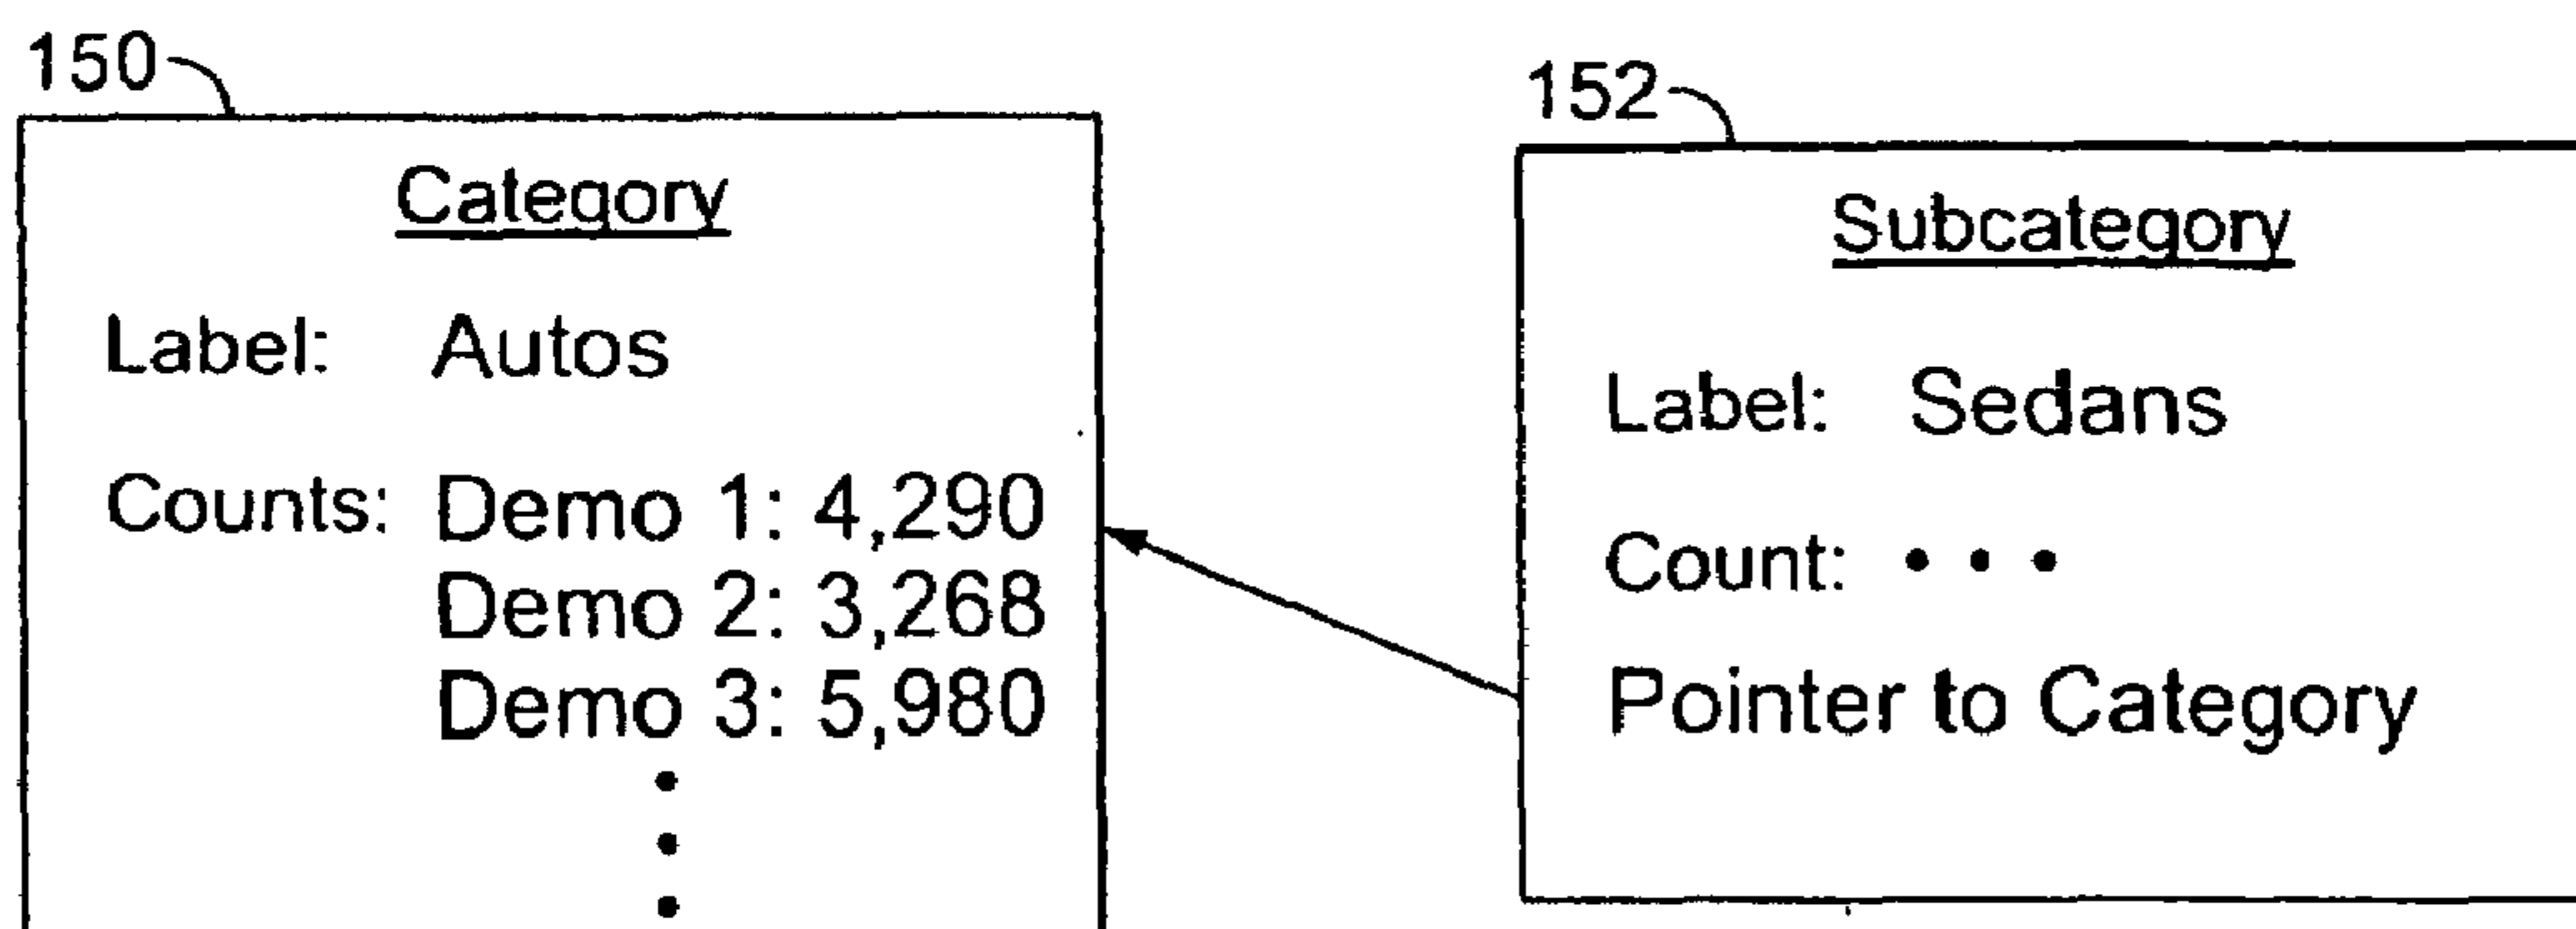 150
Category
Label: Autos
Counts: Demo 1: 4,290
Demo 2: 3,268
Demo 3: 5,980
152
Subcategory
Label: Sedans
Count: • • •
Pointer to Category